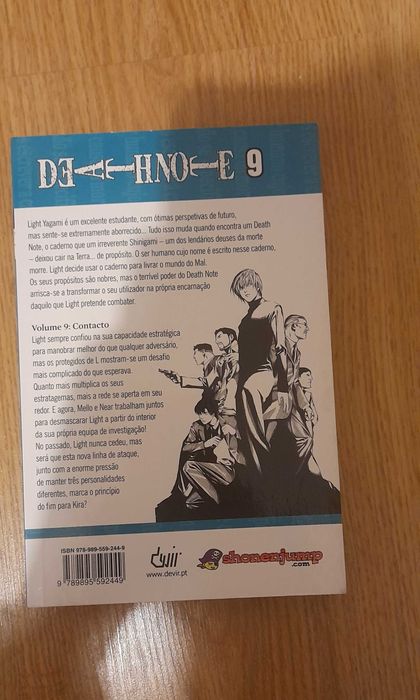 DEATH NOTE 9
Light Yagami é um excelente estudante, com ótimas perspetivas de futuro,
mas sente-se extremamente aborrecido... Tudo isso muda quando encontra um Death
Note, o caderno que um irreverente Shinigami – um dos lendários deuses da morte
– deixou cair na Terra... de propósito. O ser humano cujo nome é escrito nesse caderno,
morre. Light decide usar o caderno para livrar o mundo do Mal.
Os seus propósitos são nobres, mas o terrível poder do Death Note
arrisca-se a transformar o seu utilizador na própria encarnação
daquilo que Light pretende combater.
Volume 9: Contacto
Light sempre confiou na sua capacidade estratégica
para manobrar melhor do que qualquer adversário,
mas os protegidos de L mostram-se um desafio
mais complicado do que esperava.
Quanto mais multiplica os seus
estratagemas, mais a rede se aperta em seu
redor. E agora, Mello e Near trabalham juntos
para desmascarar Light a partir do interior
da sua própria equipa de investigação!
No passado, Light nunca cedeu, mas
será que esta nova linha de ataque,
junto com a enorme pressão
de manter três personalidades
diferentes, marca o princípio
do fim para Kira?
ISBN 978-989-559-244-9
9 789895 592449
devir
www.devir.pt
shonenjump
.com